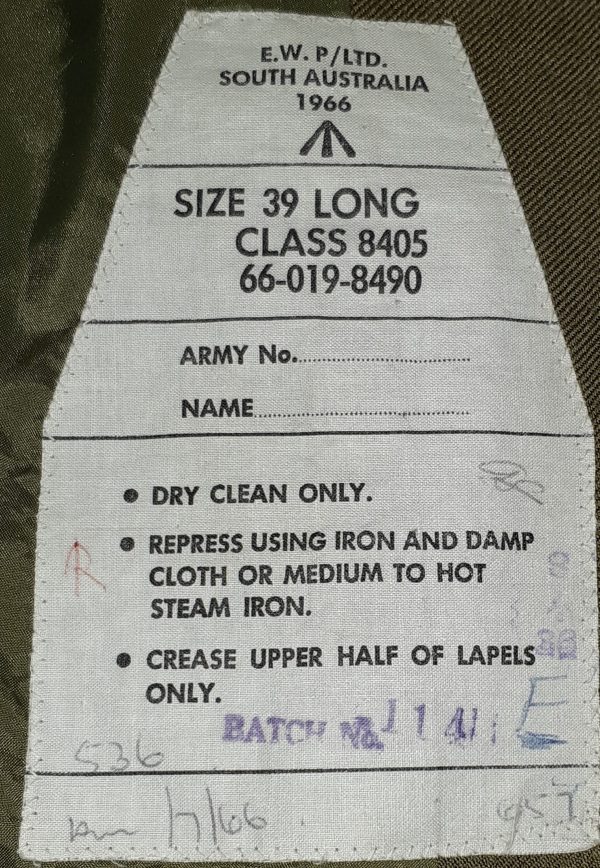 E.W. P/LTD.
SOUTH AUSTRALIA
1966
SIZE 39 LONG
CLASS 8405
66-019-8490
ARMY No.
NAME
• DRY CLEAN ONLY.
• REPRESS USING IRON AND DAMP
CLOTH OR MEDIUM TO HOT
STEAM IRON.
• CREASE UPPER HALF OF LAPELS
ONLY.
R
BATCH No. 1141 E
536
7/66